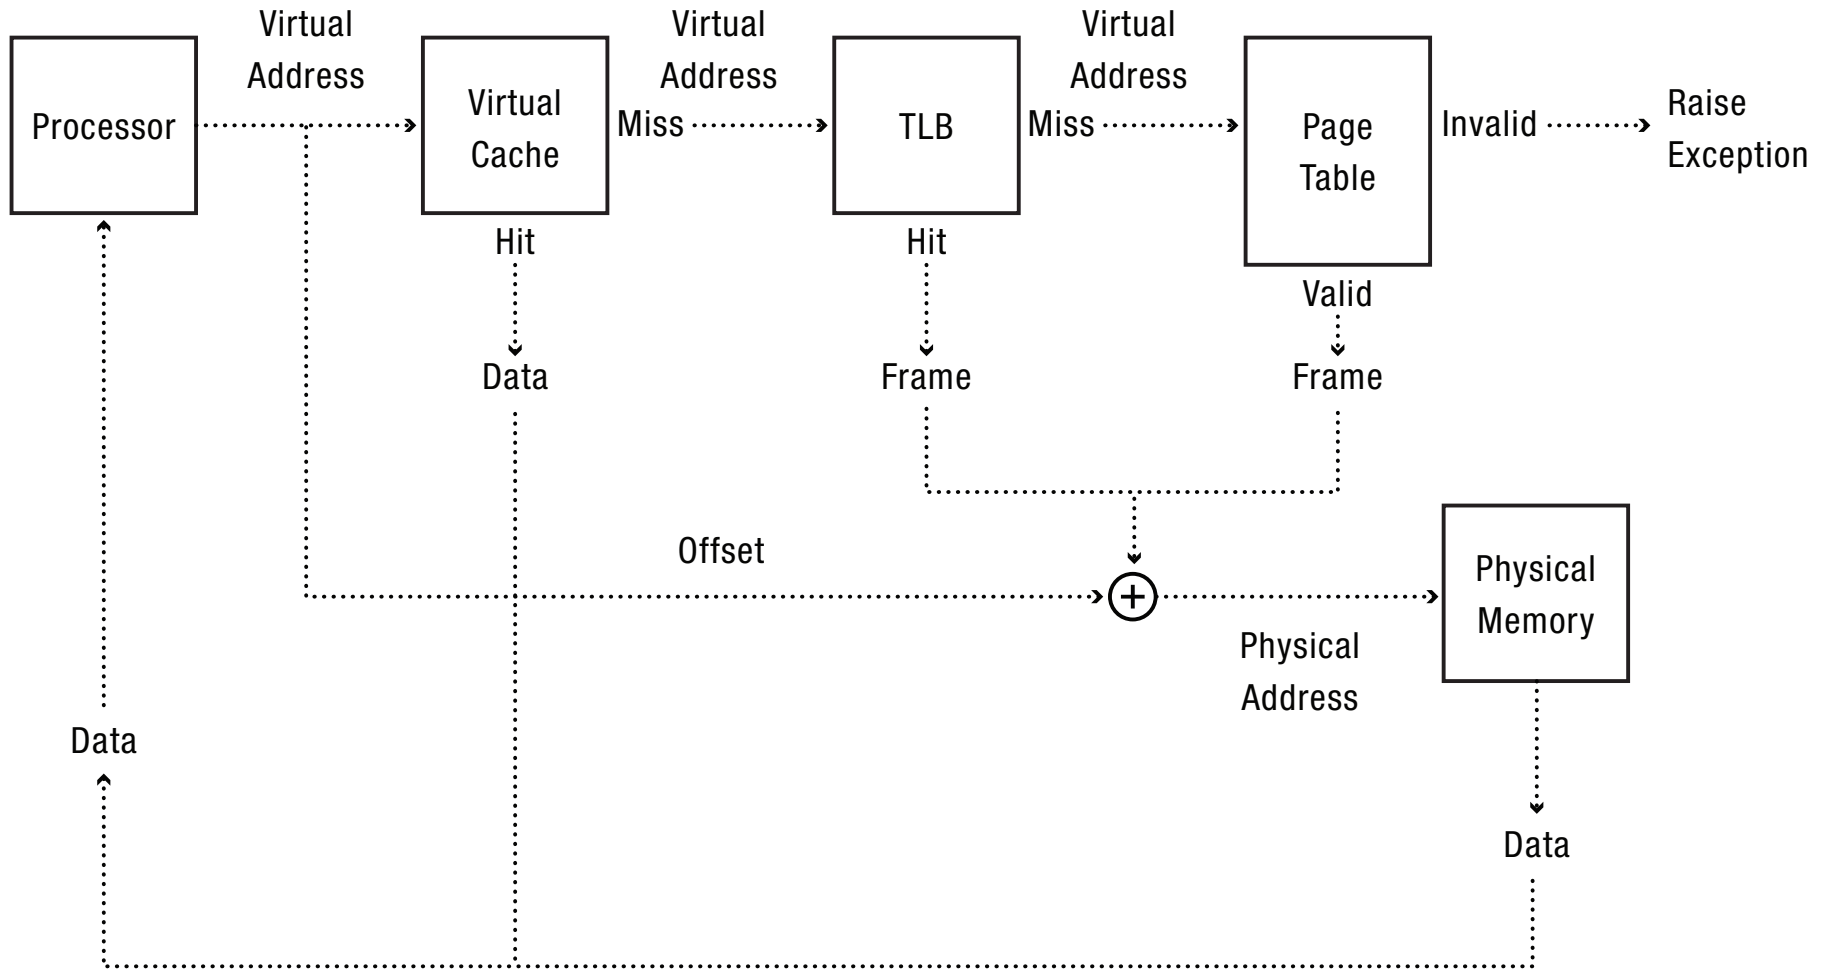 Virtual
Address
Virtual
Address
Virtual
Address
Processor
Virtual
Cache
Miss
TLB
Miss
Page
Table
Invalid
Raise
Exception
Hit
Hit
Valid
Data
Frame
Frame
Offset
+
Physical
Memory
Physical
Address
Data
Data